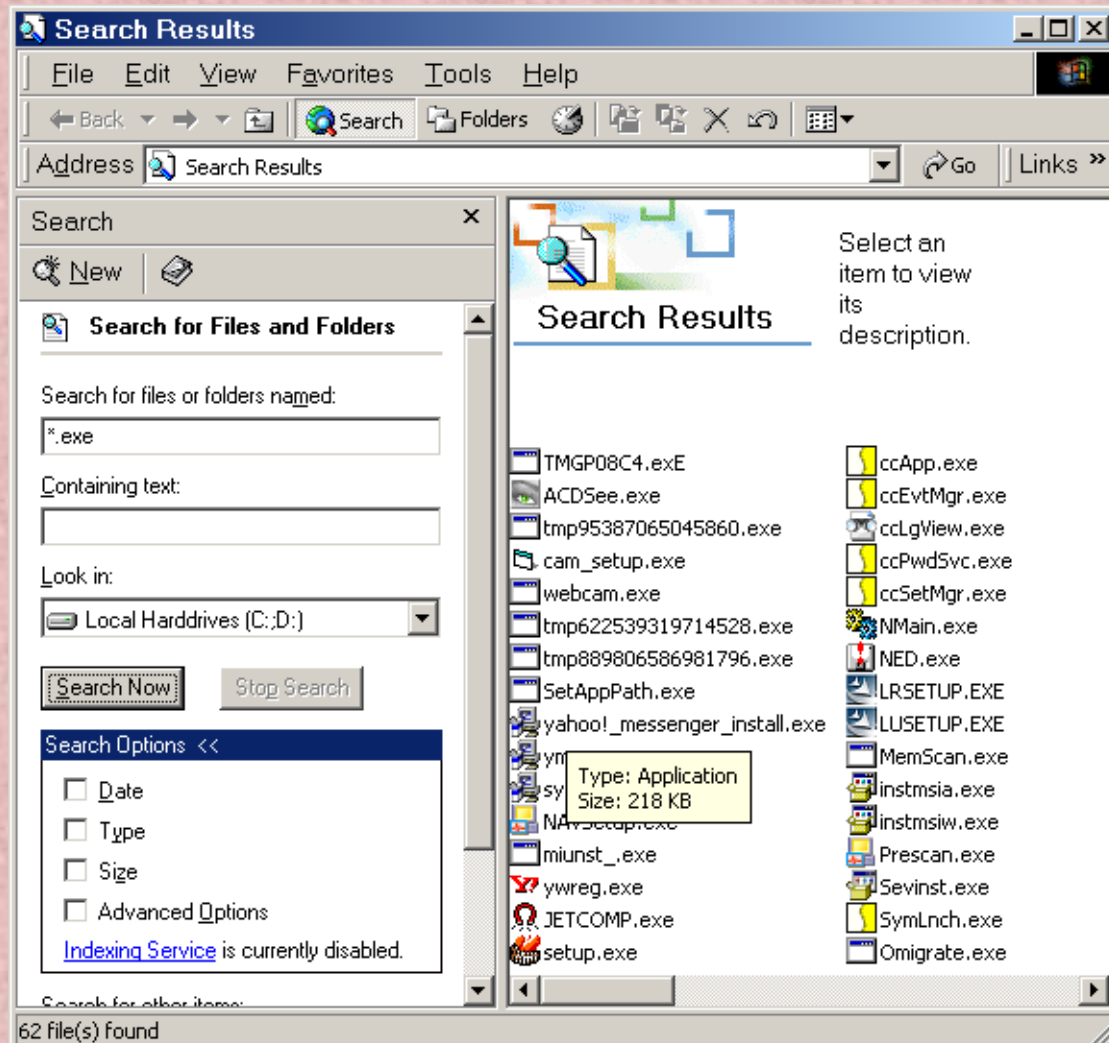 Search Results
File Edit View Favorites Tools Help
Back Search Folders
Address Search Results Go Links »
Search
New
Search for Files and Folders
Search for files or folders named:
*.exe
Containing text:
Look in:
Local Harddrives (C:;D:)
Search Now Stop Search
Search Options <<
Date
Type
Size
Advanced Options
Indexing Service is currently disabled.
Search for other items:
Search Results
Select an
item to view
its
description.
TMGP08C4.exE
ACDSee.exe
tmp95387065045860.exe
cam_setup.exe
webcam.exe
tmp622539319714528.exe
tmp889806586981796.exe
SetAppPath.exe
yahoo!_messenger_install.exe
Type: Application
Size: 218 KB
NAVSetup.exe
miunst_.exe
ywreg.exe
JETCOMP.exe
setup.exe
ccApp.exe
ccEvtMgr.exe
ccLgView.exe
ccPwdSvc.exe
ccSetMgr.exe
NMain.exe
NED.exe
LRSETUP.EXE
LUSETUP.EXE
MemScan.exe
instmsia.exe
instmsiw.exe
Prescan.exe
Sevinst.exe
SymLnch.exe
Omigrate.exe
62 file(s) found